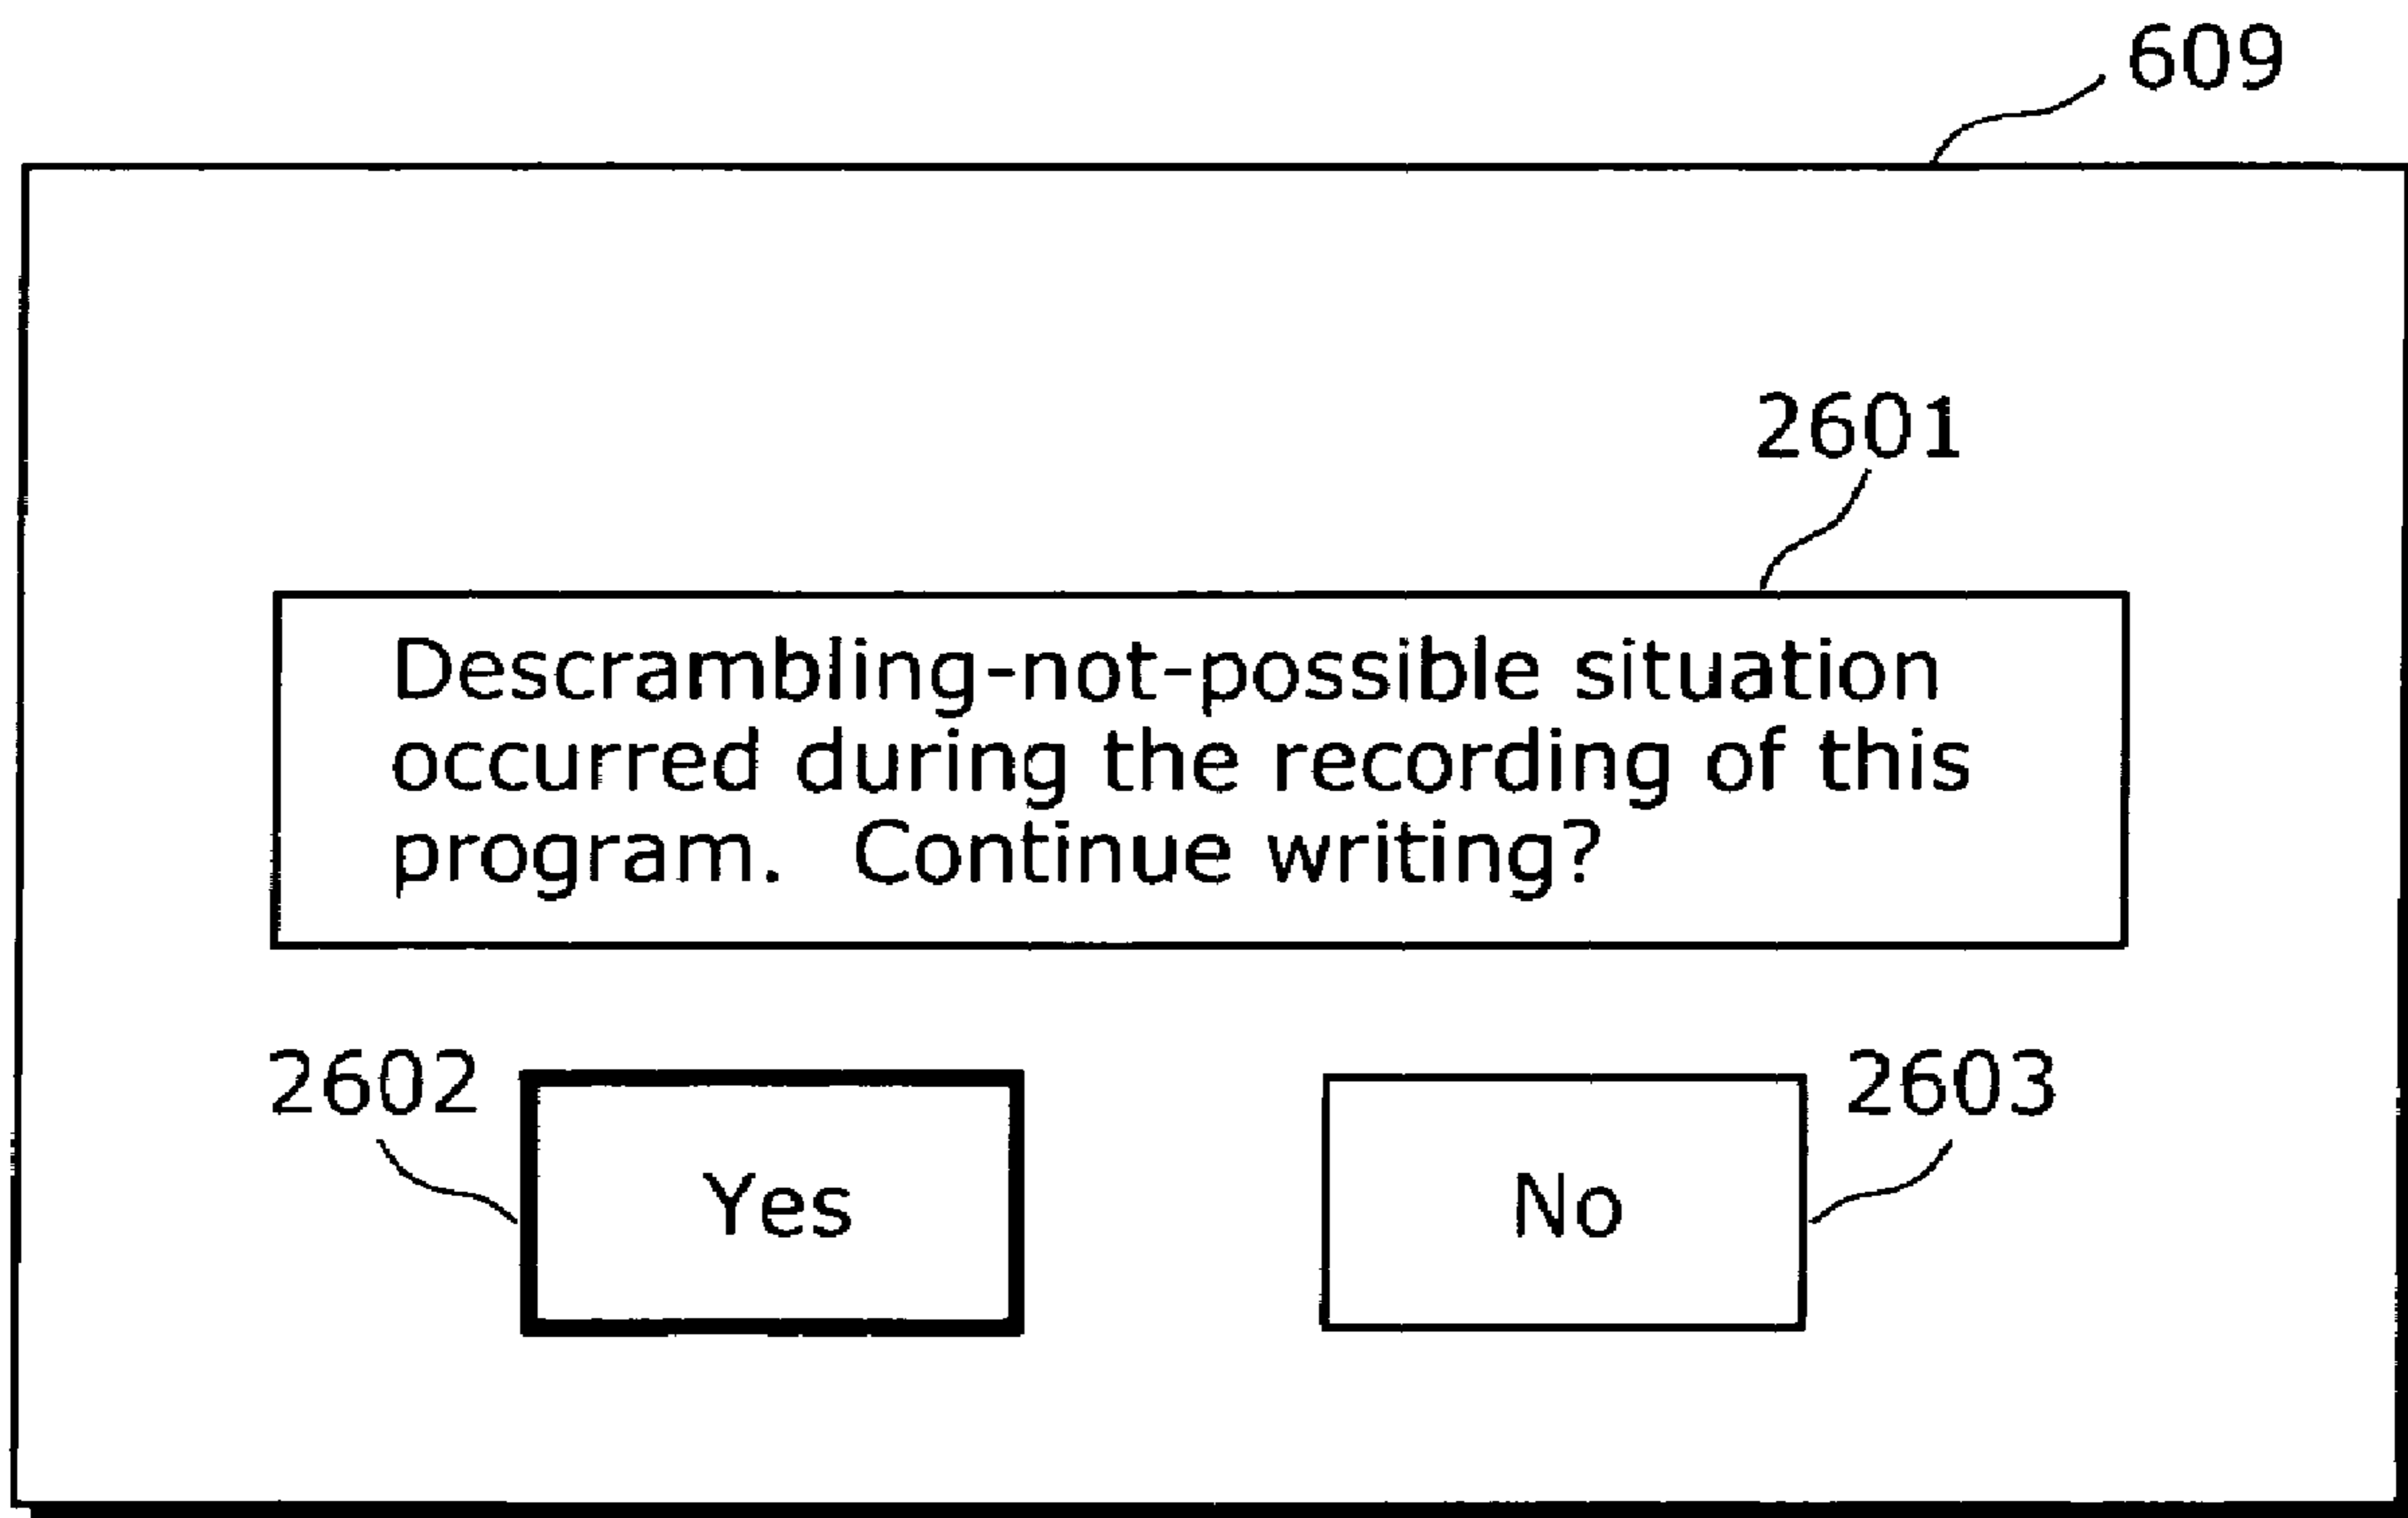 609
2601
Descrambling-not-possible situation
occurred during the recording of this
program.  Continue writing?
2602
2603
Yes
No